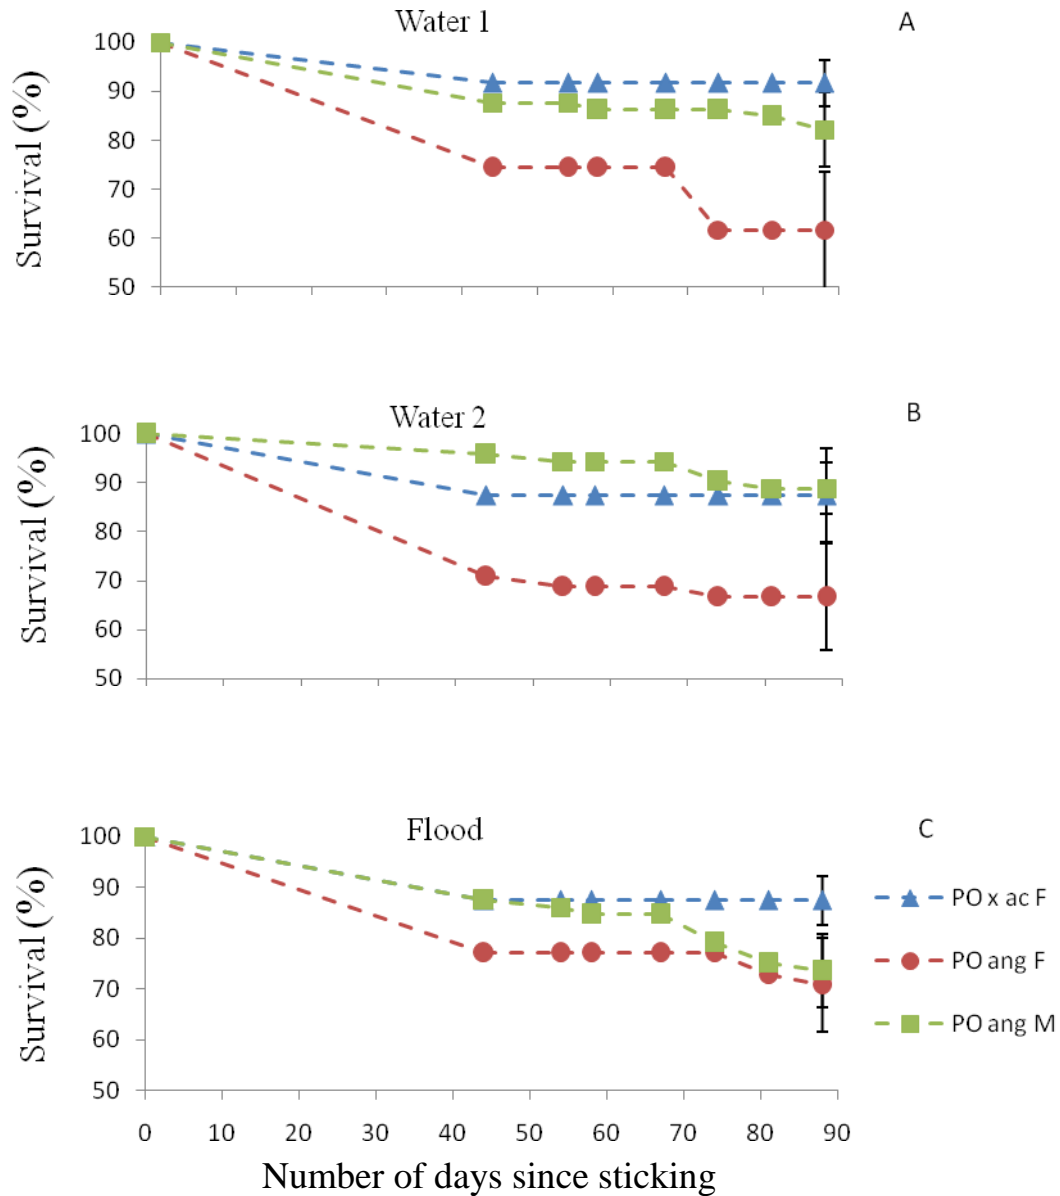 Water 1
A
100
90
80
70
60
50
Survival (%)
Water 2
B
100
90
80
70
60
50
Survival (%)
Flood
C
100
90
80
70
60
50
Survival (%)
PO x ac F
PO ang F
PO ang M
0 10 20 30 40 50 60 70 80 90
Number of days since sticking